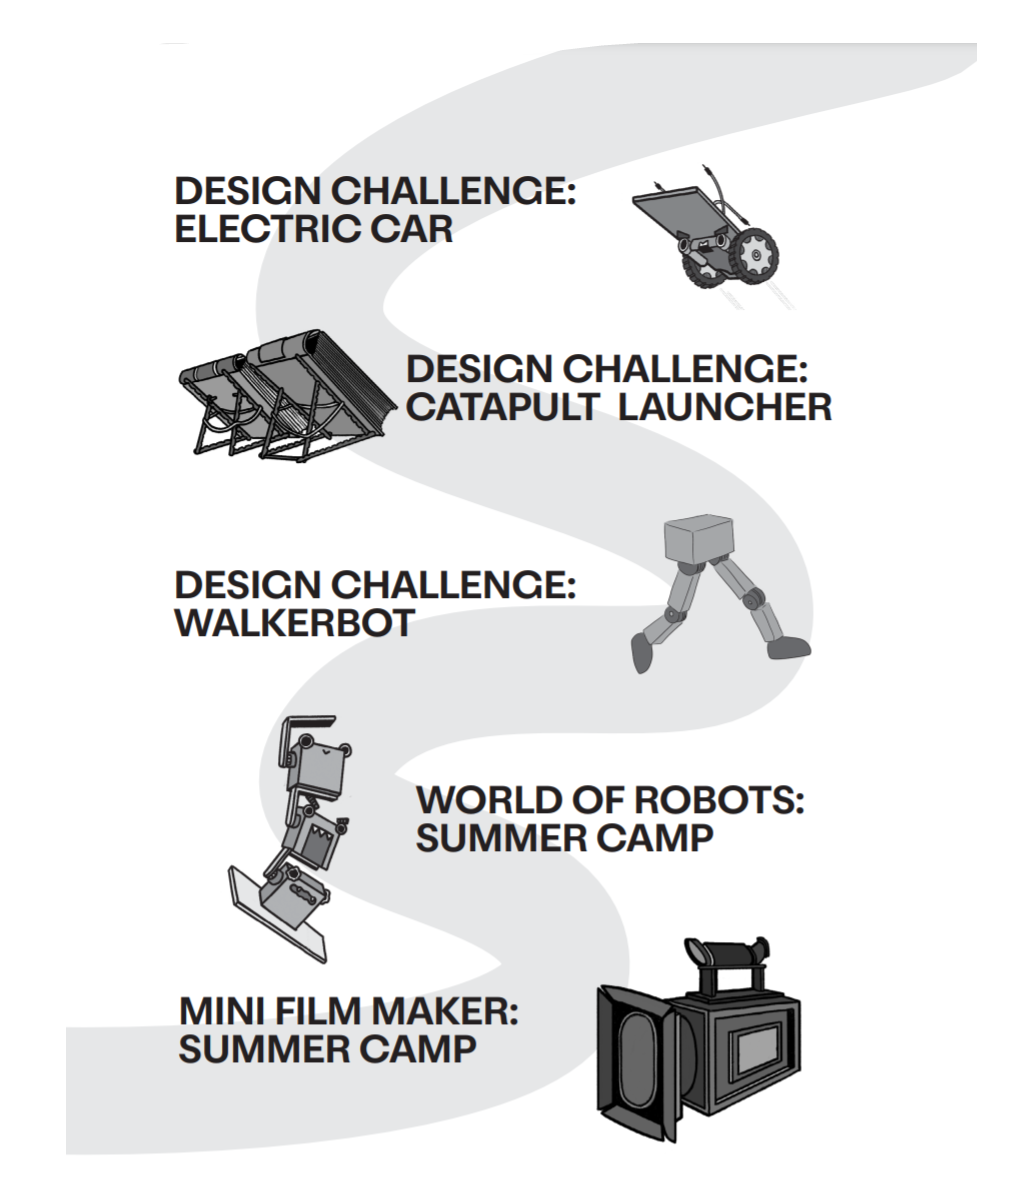 DESIGN CHALLENGE:
ELECTRIC CAR
DESIGN CHALLENGE:
CATAPULT LAUNCHER
DESIGN CHALLENGE:
WALKERBOT
WORLD OF ROBOTS:
SUMMER CAMP
MINI FILM MAKER:
SUMMER CAMP